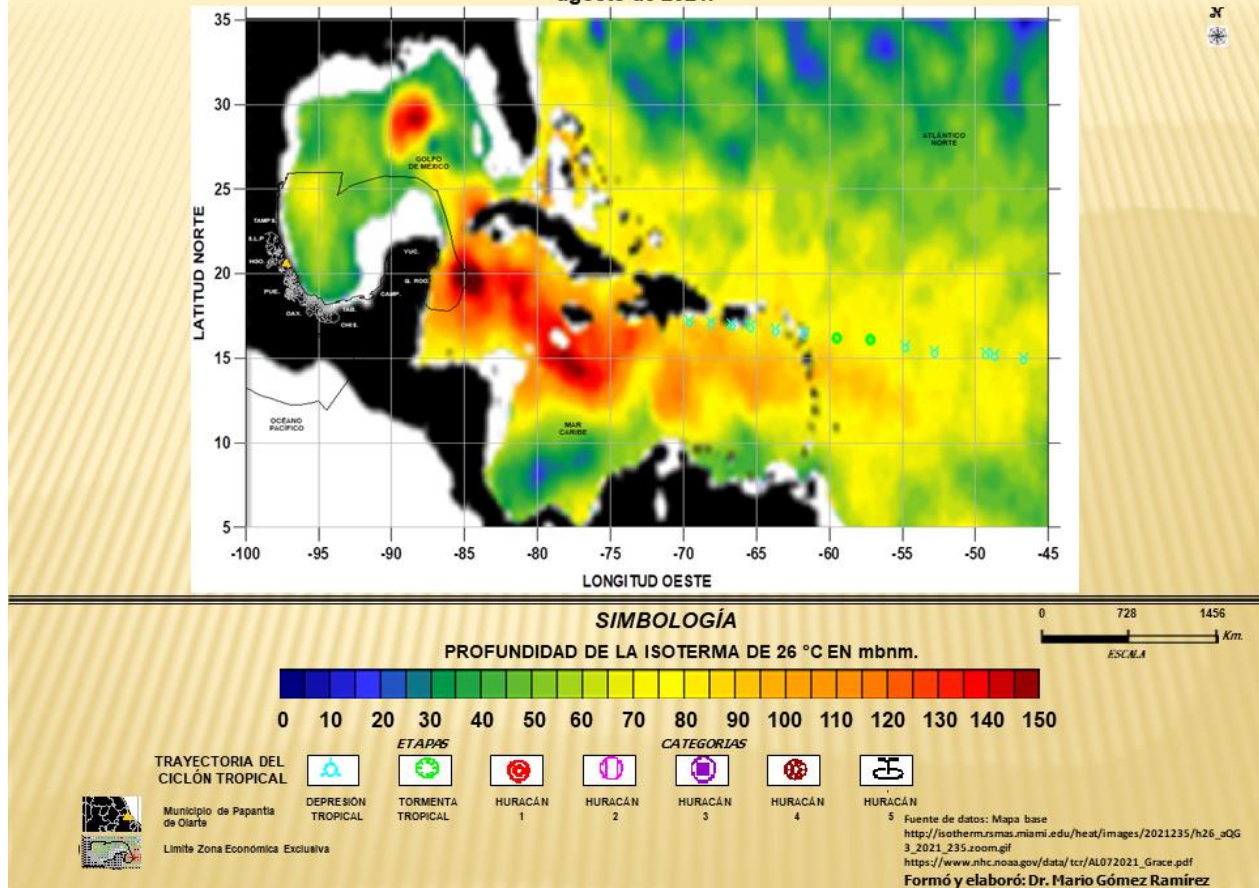 35
30
25
20
15
10
5
LATITUD NORTE
GOLFO
DE MÉXICO
ATLÁNTICO
NORTE
TAMPS.
S.L.P
HGO.
PUE.
OAX.
TAB.
CHIS.
CAMP.
YUC.
Q. ROO.
OCÉANO
PACÍFICO
MAR
CARIBE
-100 -95 -90 -85 -80 -75 -70 -65 -60 -55 -50 -45
LONGITUD OESTE
SIMBOLOGÍA
0 728 1456
Km.
ESCALA
PROFUNDIDAD DE LA ISOTERMA DE 26 °C EN mbnm.
0 10 20 30 40 50 60 70 80 90 100 110 120 130 140 150
ETAPAS CATEGORIAS
TRAYECTORIA DEL
CICLÓN TROPICAL
DEPRESIÓN
TROPICAL
TORMENTA
TROPICAL
HURACÁN
1
HURACÁN
2
HURACÁN
3
HURACÁN
4
HURACÁN
5
Municipio de Papantla
de Olarte
Limite Zona Económica Exclusiva
Fuente de datos: Mapa base
http://isotherm.rsmas.miami.edu/heat/images/2021235/h26_aQG
3_2021_235.zoom.gif
https://www.nhc.noaa.gov/data/tcr/AL072021_Grace.pdf
Formó y elaboró: Dr. Mario Gómez Ramírez